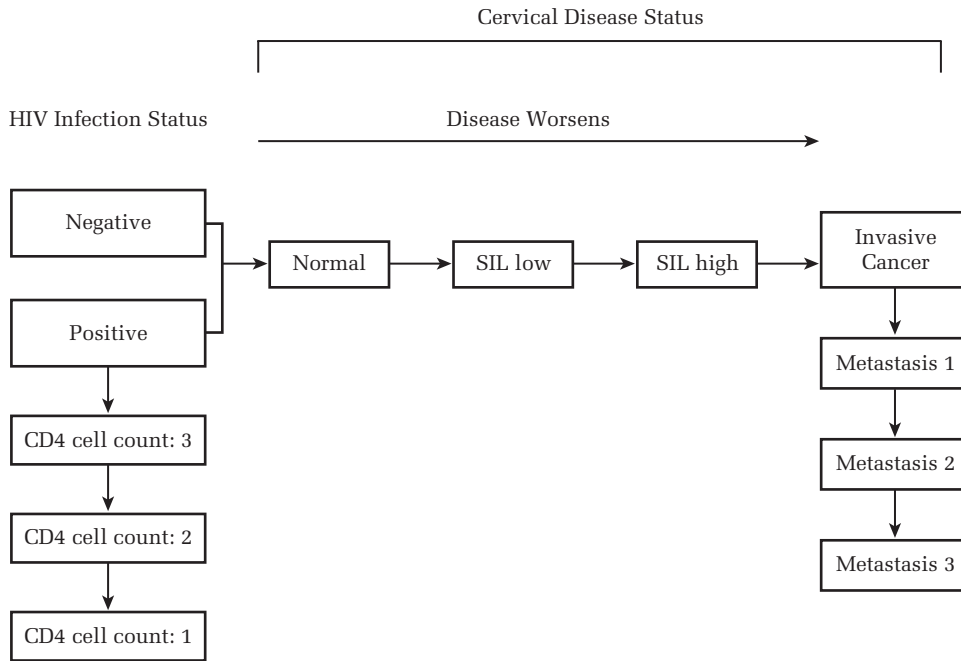 Cervical Disease Status
HIV Infection Status
Disease Worsens
Negative
Positive
Normal
SIL low
SIL high
Invasive
Cancer
CD4 cell count: 3
CD4 cell count: 2
CD4 cell count: 1
Metastasis 1
Metastasis 2
Metastasis 3